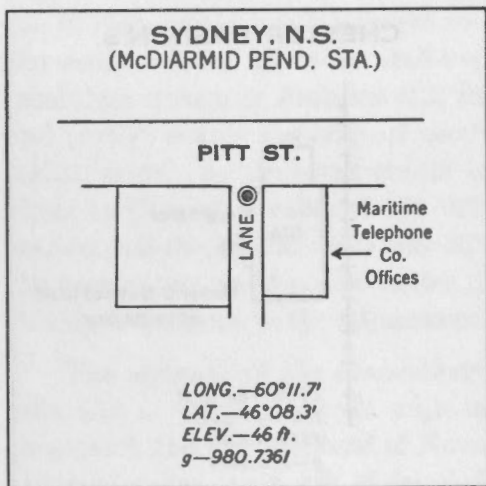 SYDNEY, N.S.
(McDIARMID PEND. STA.)
PITT ST.
LANE
Maritime
Telephone
Co.
Offices
LONG.—60°11.7'
LAT.—46°08.3'
ELEV.—46 ft.
g—980.7361